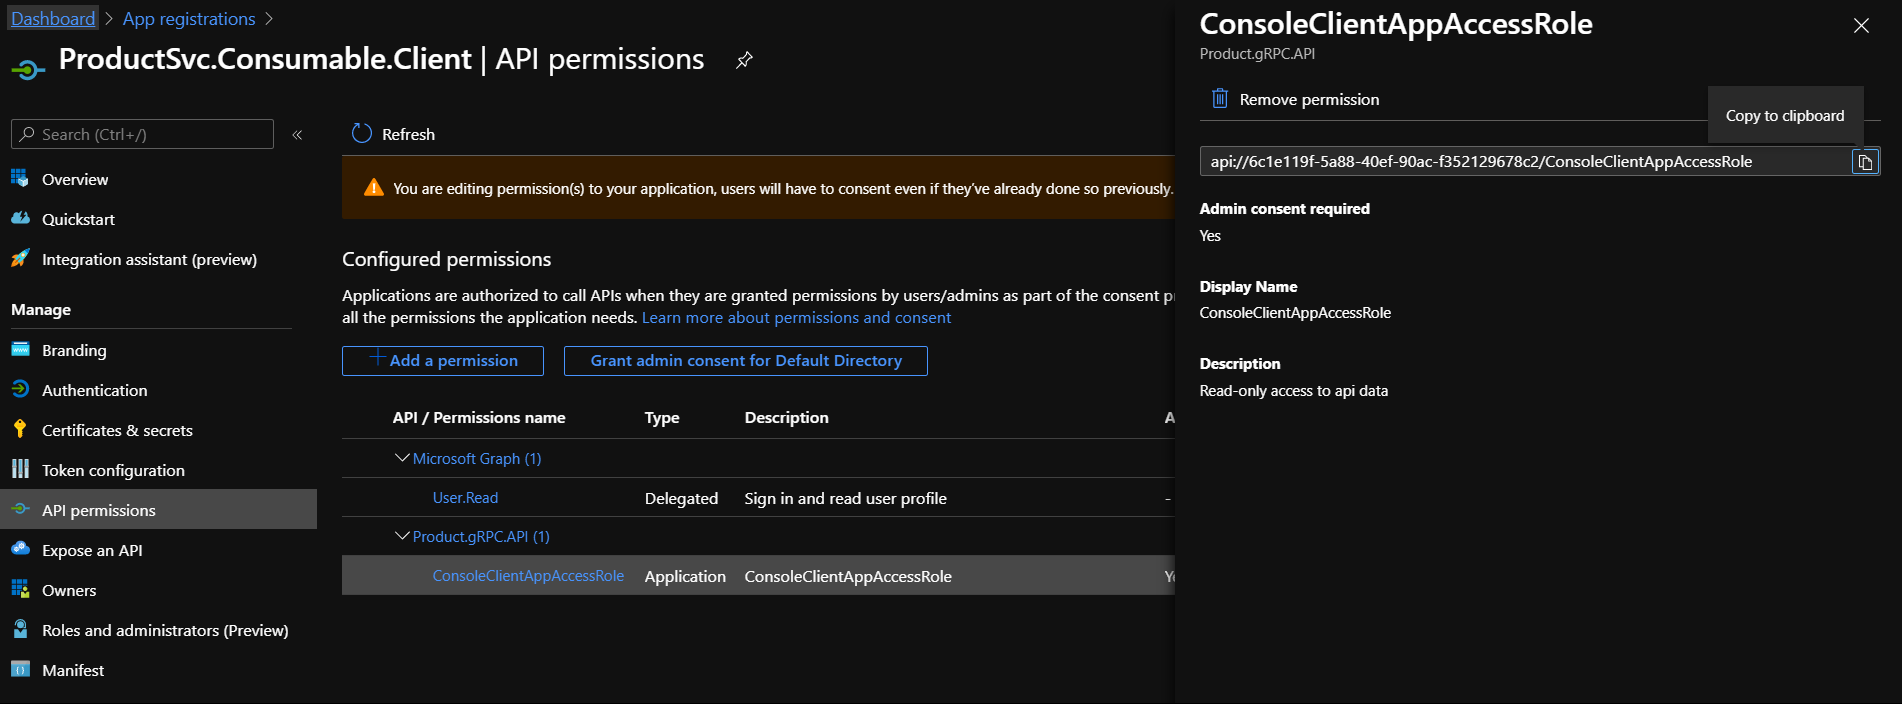 Dashboard > App registrations >
ProductSvc.Consumable.Client | API permissions
Search (Ctrl+/)
«
Overview
Quickstart
Integration assistant (preview)
Manage
Branding
Authentication
Certificates & secrets
Token configuration
API permissions
Expose an API
Owners
Roles and administrators (Preview)
Manifest
Refresh
You are editing permission(s) to your application, users will have to consent even if they've already done so previously.
Configured permissions
Applications are authorized to call APIs when they are granted permissions by users/admins as part of the consent
all the permissions the application needs. Learn more about permissions and consent
+ Add a permission Grant admin consent for Default Directory
API / Permissions name Type Description
Microsoft Graph (1)
User.Read Delegated Sign in and read user profile -
Product.gRPC.API (1)
ConsoleClientAppAccessRole Application ConsoleClientAppAccessRole
ConsoleClientAppAccessRole
Product.gRPC.API
Remove permission
Copy to clipboard
api://6c1e119f-5a88-40ef-90ac-f352129678c2/ConsoleClientAppAccessRole
Admin consent required
Yes
Display Name
ConsoleClientAppAccessRole
Description
Read-only access to api data